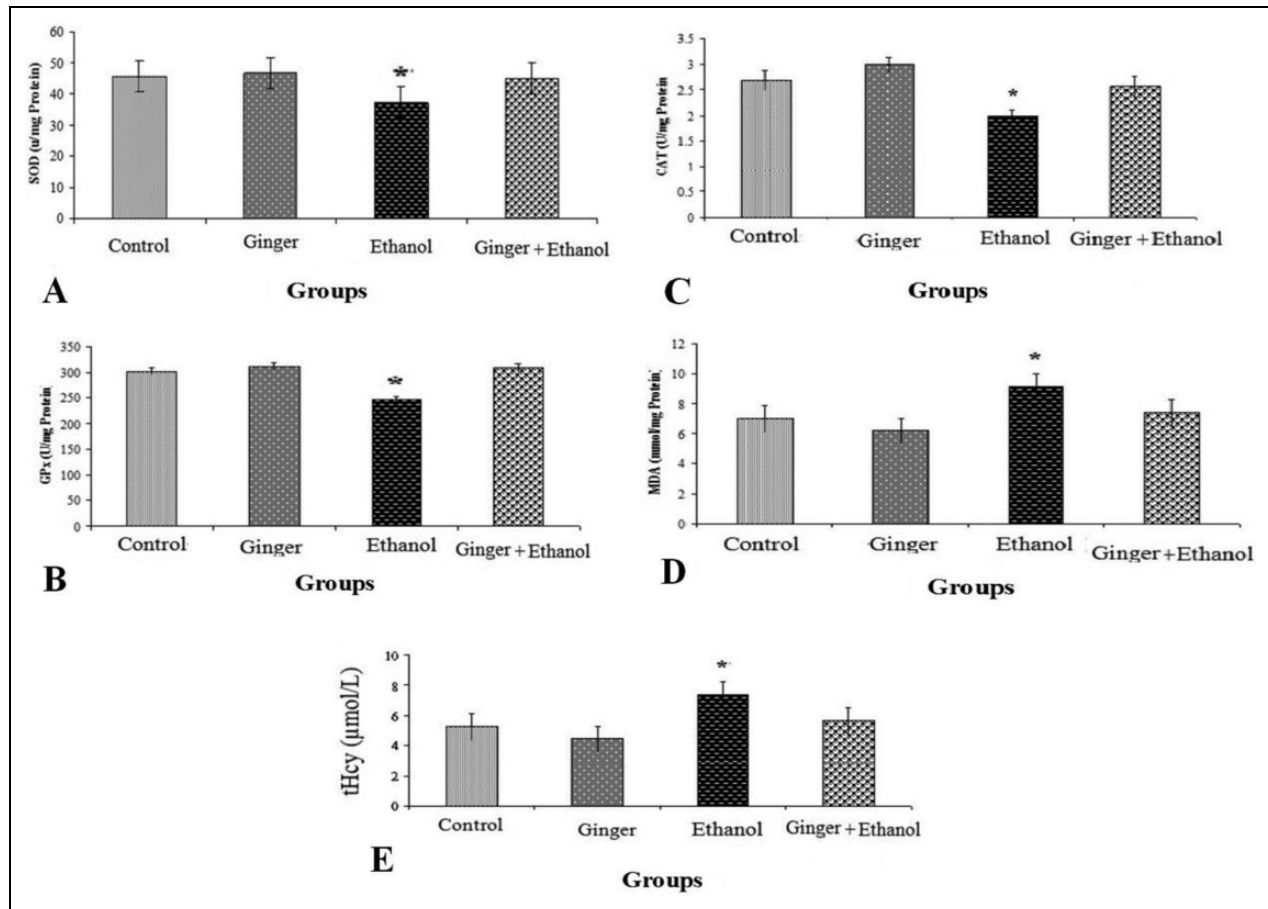 60
50
40
30
20
10
0
SOD (u/mg Protein)
*
Control Ginger Ethanol Ginger+Ethanol
Groups
A
3.5
3
2.5
2
1.5
1
0.5
0
CAT (U/mg Protein
*
Control Ginger Ethanol Ginger+Ethanol
Groups
C
350
300
250
200
150
100
50
0
GPx (U/mg Protein)
*
Control Ginger Ethanol Ginger+Ethanol
Groups
B
12
10
8
6
4
2
0
MDA (mmol/mg Protein)
*
Control Ginger Ethanol Ginger+Ethanol
Groups
D
10
8
6
4
2
0
tHcy (µmol/L)
*
Control Ginger Ethanol Ginger+Ethanol
Groups
E